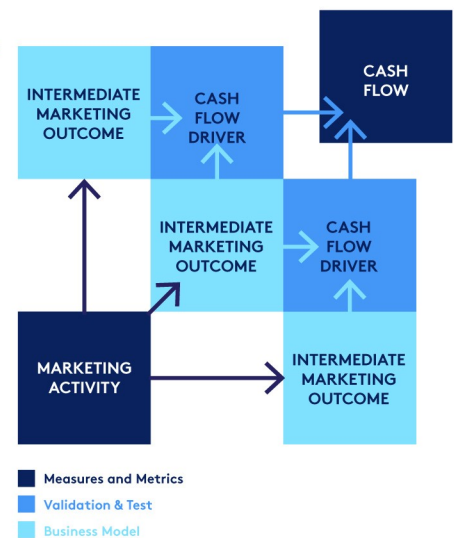 CASH
FLOW
INTERMEDIATE
MARKETING
OUTCOME
CASH
FLOW
DRIVER
INTERMEDIATE
MARKETING
OUTCOME
CASH
FLOW
DRIVER
MARKETING
ACTIVITY
INTERMEDIATE
MARKETING
OUTCOME
Measures and Metrics
Validation & Test
Business Model